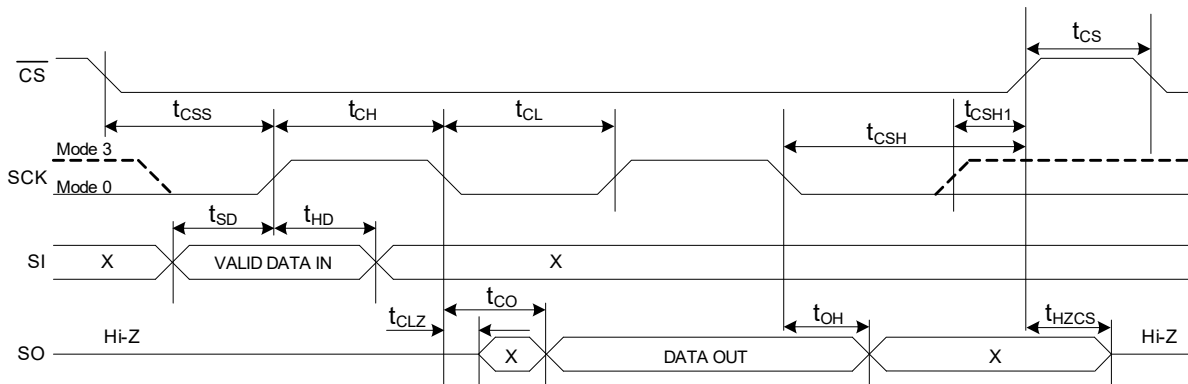 tCS
CS
tCSS tCH tCL tCSH tCSH1
Mode 3
SCK
Mode 0
tSD tHD
SI X VALID DATA IN X
tCLZ tCO tOH tHZCS
SO Hi-Z X DATA OUT X Hi-Z